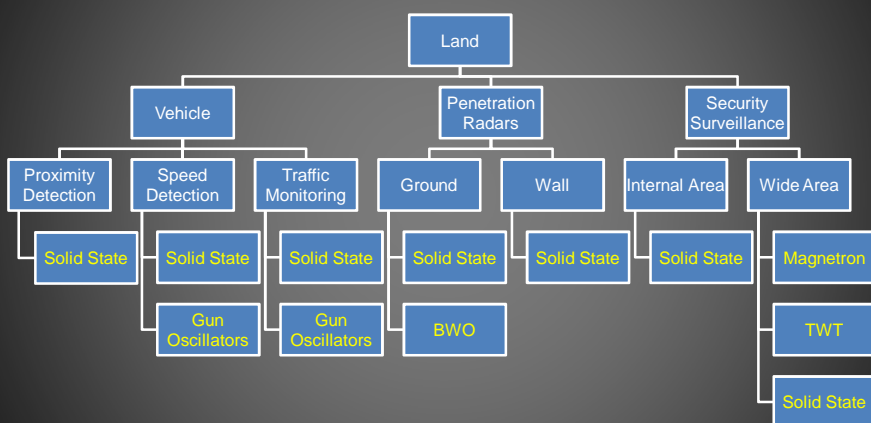 Land
Vehicle
Penetration
Radars
Security
Surveillance
Proximity
Detection
Speed
Detection
Traffic
Monitoring
Ground
Wall
Internal Area
Wide Area
Solid State
Solid State
Solid State
Solid State
Solid State
Solid State
Magnetron
Gun
Oscillators
Gun
Oscillators
BWO
TWT
Solid State